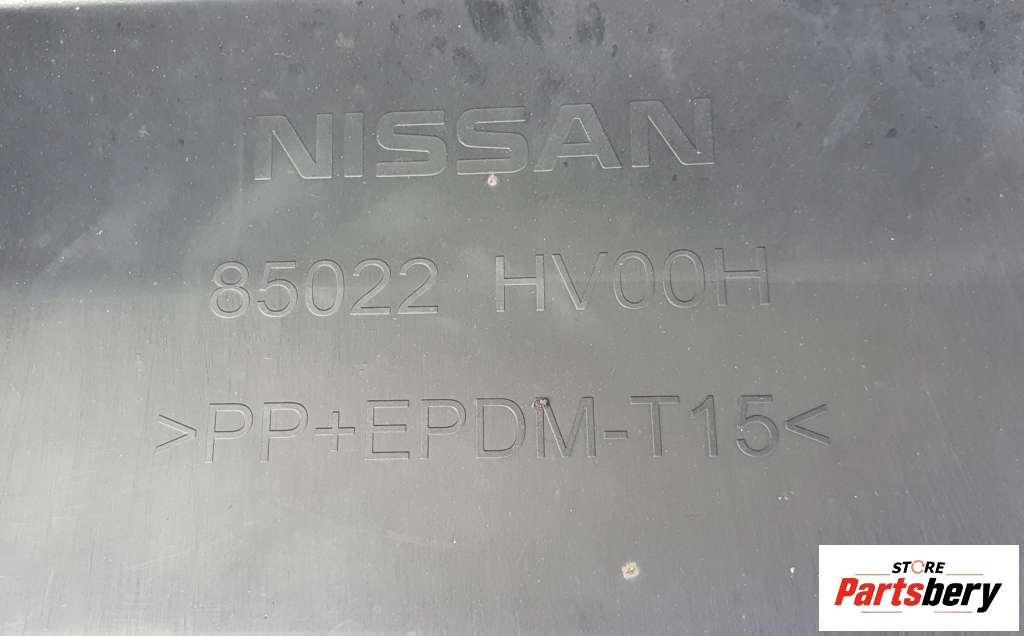 NISSAN
85022 HV00H
>PP+EPDM-T15<
STORE
Partsbery